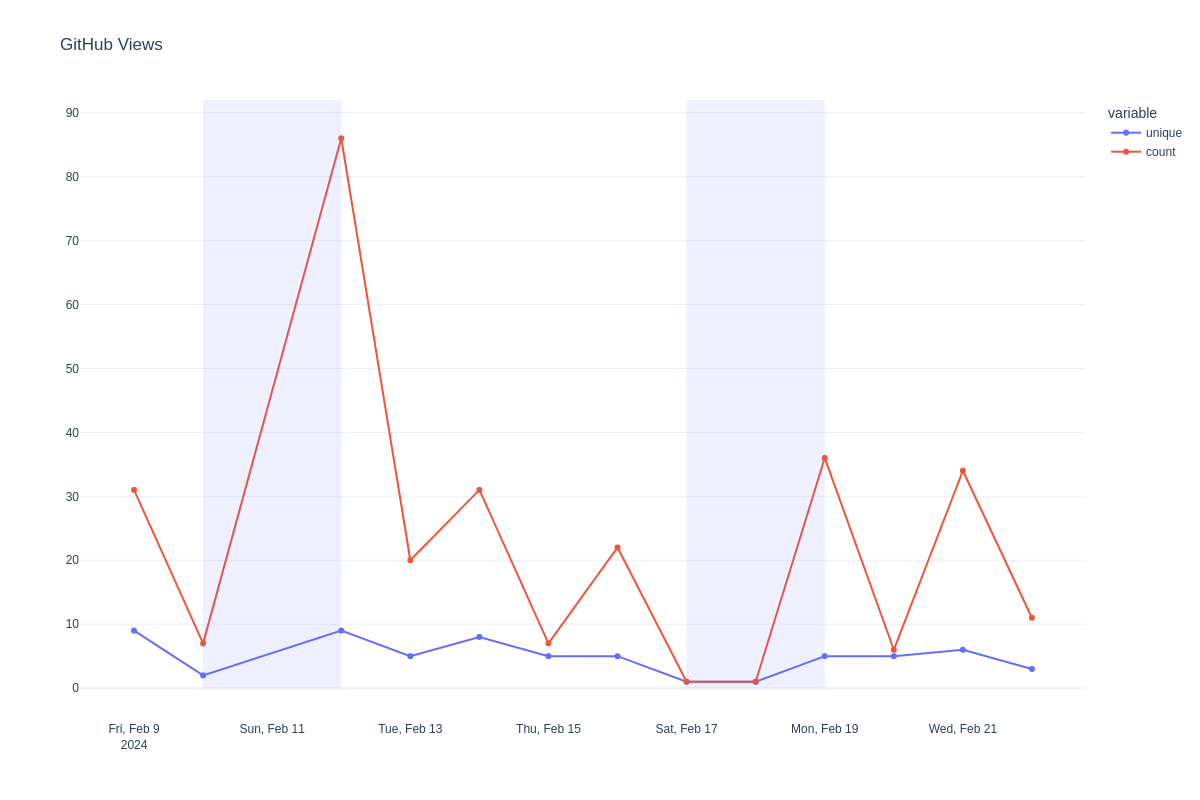 GitHub Views
90
80
70
60
50
40
30
20
10
0
Fri, Feb 9
2024
Sun, Feb 11
Tue, Feb 13
Thu, Feb 15
Sat, Feb 17
Mon, Feb 19
Wed, Feb 21
variable
unique
count